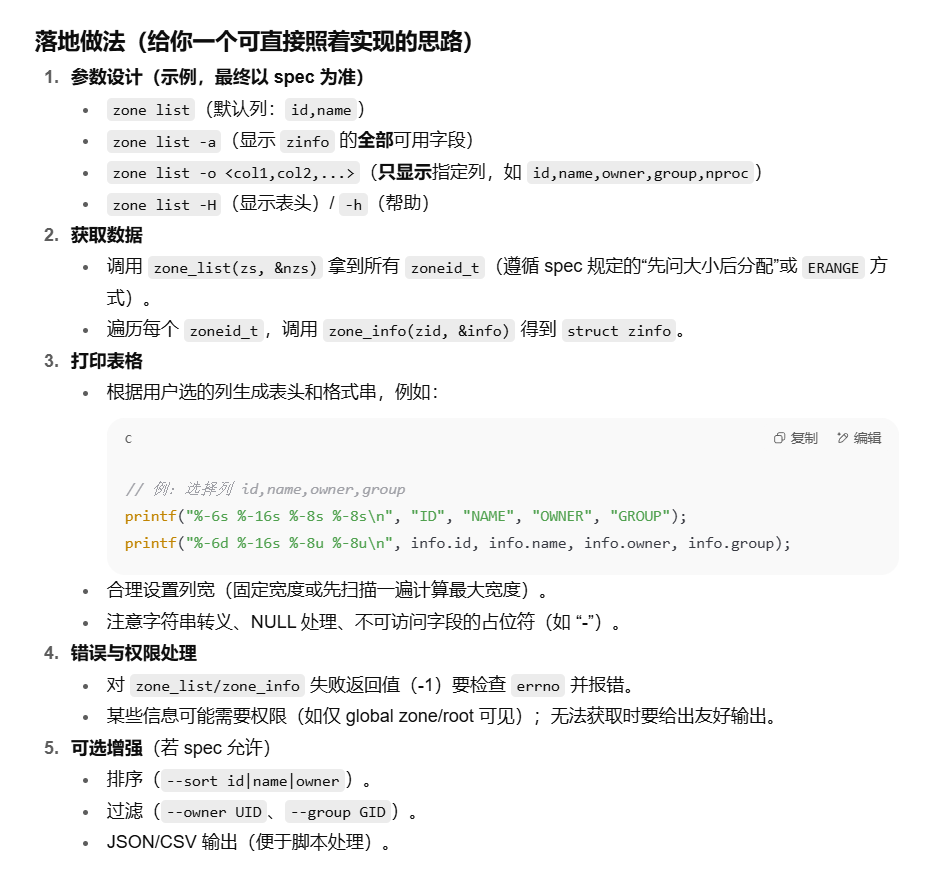 落地做法（给你一个可直接照着实现的思路）
1. 参数设计（示例，最终以 spec 为准）
• zone list（默认列：id,name）
• zone list -a（显示 zinfo 的全部可用字段）
• zone list -o <col1,col2,...>（只显示指定列，如 id,name,owner,group,nproc）
• zone list -H（显示表头）/ -h（帮助）
2. 获取数据
• 调用 zone_list(zs, &nzs) 拿到所有 zoneid_t（遵循 spec 规定的“先问大小后分配”或 ERANGE 方
式）。
• 遍历每个 zoneid_t，调用 zone_info(zid, &info) 得到 struct zinfo。
3. 打印表格
• 根据用户选的列生成表头和格式串，例如：
c 复制 编辑
// 例：选择列 id,name,owner,group
printf("%-6s %-16s %-8s %-8s\n", "ID", "NAME", "OWNER", "GROUP");
printf("%-6d %-16s %-8u %-8u\n", info.id, info.name, info.owner, info.group);
• 合理设置列宽（固定宽度或先扫描一遍计算最大宽度）。
• 注意字符串转义、NULL 处理、不可访问字段的占位符（如 “-”）。
4. 错误与权限处理
• 对 zone_list/zone_info 失败返回值（-1）要检查 errno 并报错。
• 某些信息可能需要权限（如仅 global zone/root 可见）；无法获取时要给出友好输出。
5. 可选增强（若 spec 允许）
• 排序（--sort id|name|owner）。
• 过滤（--owner UID、--group GID）。
• JSON/CSV 输出（便于脚本处理）。